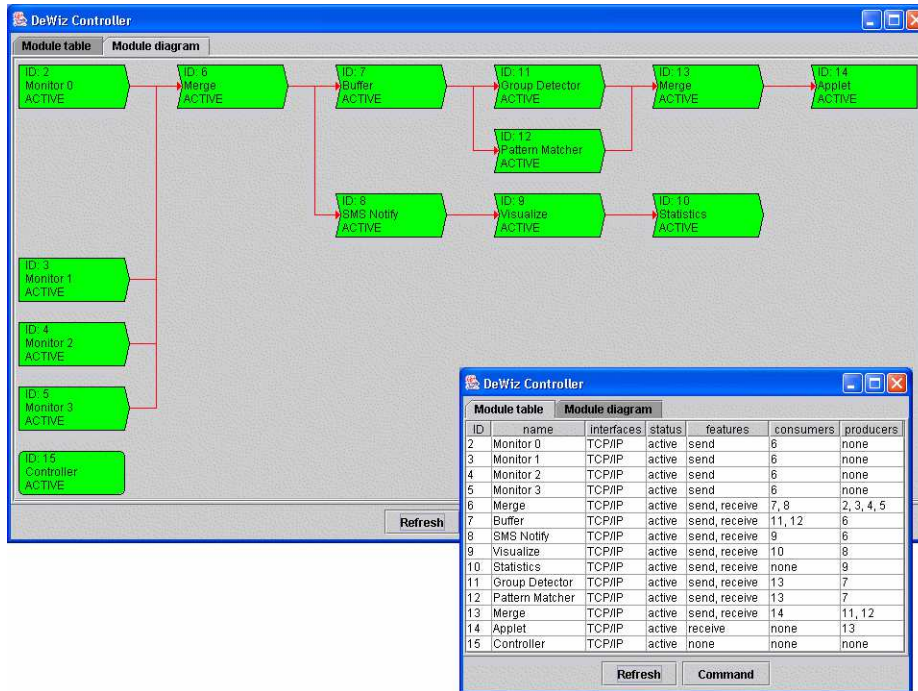 DeWiz Controller
Module table Module diagram
ID: 2
Monitor 0
ACTIVE
ID: 6
Merge
ACTIVE
ID: 7
Buffer
ACTIVE
ID: 11
Group Detector
ACTIVE
ID: 13
Merge
ACTIVE
ID: 14
Applet
ACTIVE
ID: 12
Pattern Matcher
ACTIVE
ID: 8
SMS Notify
ACTIVE
ID: 9
Visualize
ACTIVE
ID: 10
Statistics
ACTIVE
ID: 3
Monitor 1
ACTIVE
ID: 4
Monitor 2
ACTIVE
ID: 5
Monitor 3
ACTIVE
ID: 15
Controller
ACTIVE
Refresh
DeWiz Controller
Module table Module diagram
ID name interfaces status features consumers producers
2 Monitor 0 TCP/IP active send 6 none
3 Monitor 1 TCP/IP active send 6 none
4 Monitor 2 TCP/IP active send 6 none
5 Monitor 3 TCP/IP active send 6 none
6 Merge TCP/IP active send, receive 7, 8 2, 3, 4, 5
7 Buffer TCP/IP active send, receive 11, 12 6
8 SMS Notify TCP/IP active send, receive 9 6
9 Visualize TCP/IP active send, receive 10 8
10 Statistics TCP/IP active send, receive none 9
11 Group Detector TCP/IP active send, receive 13 7
12 Pattern Matcher TCP/IP active send, receive 13 7
13 Merge TCP/IP active send, receive 14 11, 12
14 Applet TCP/IP active receive none 13
15 Controller TCP/IP active none none none
Refresh Command